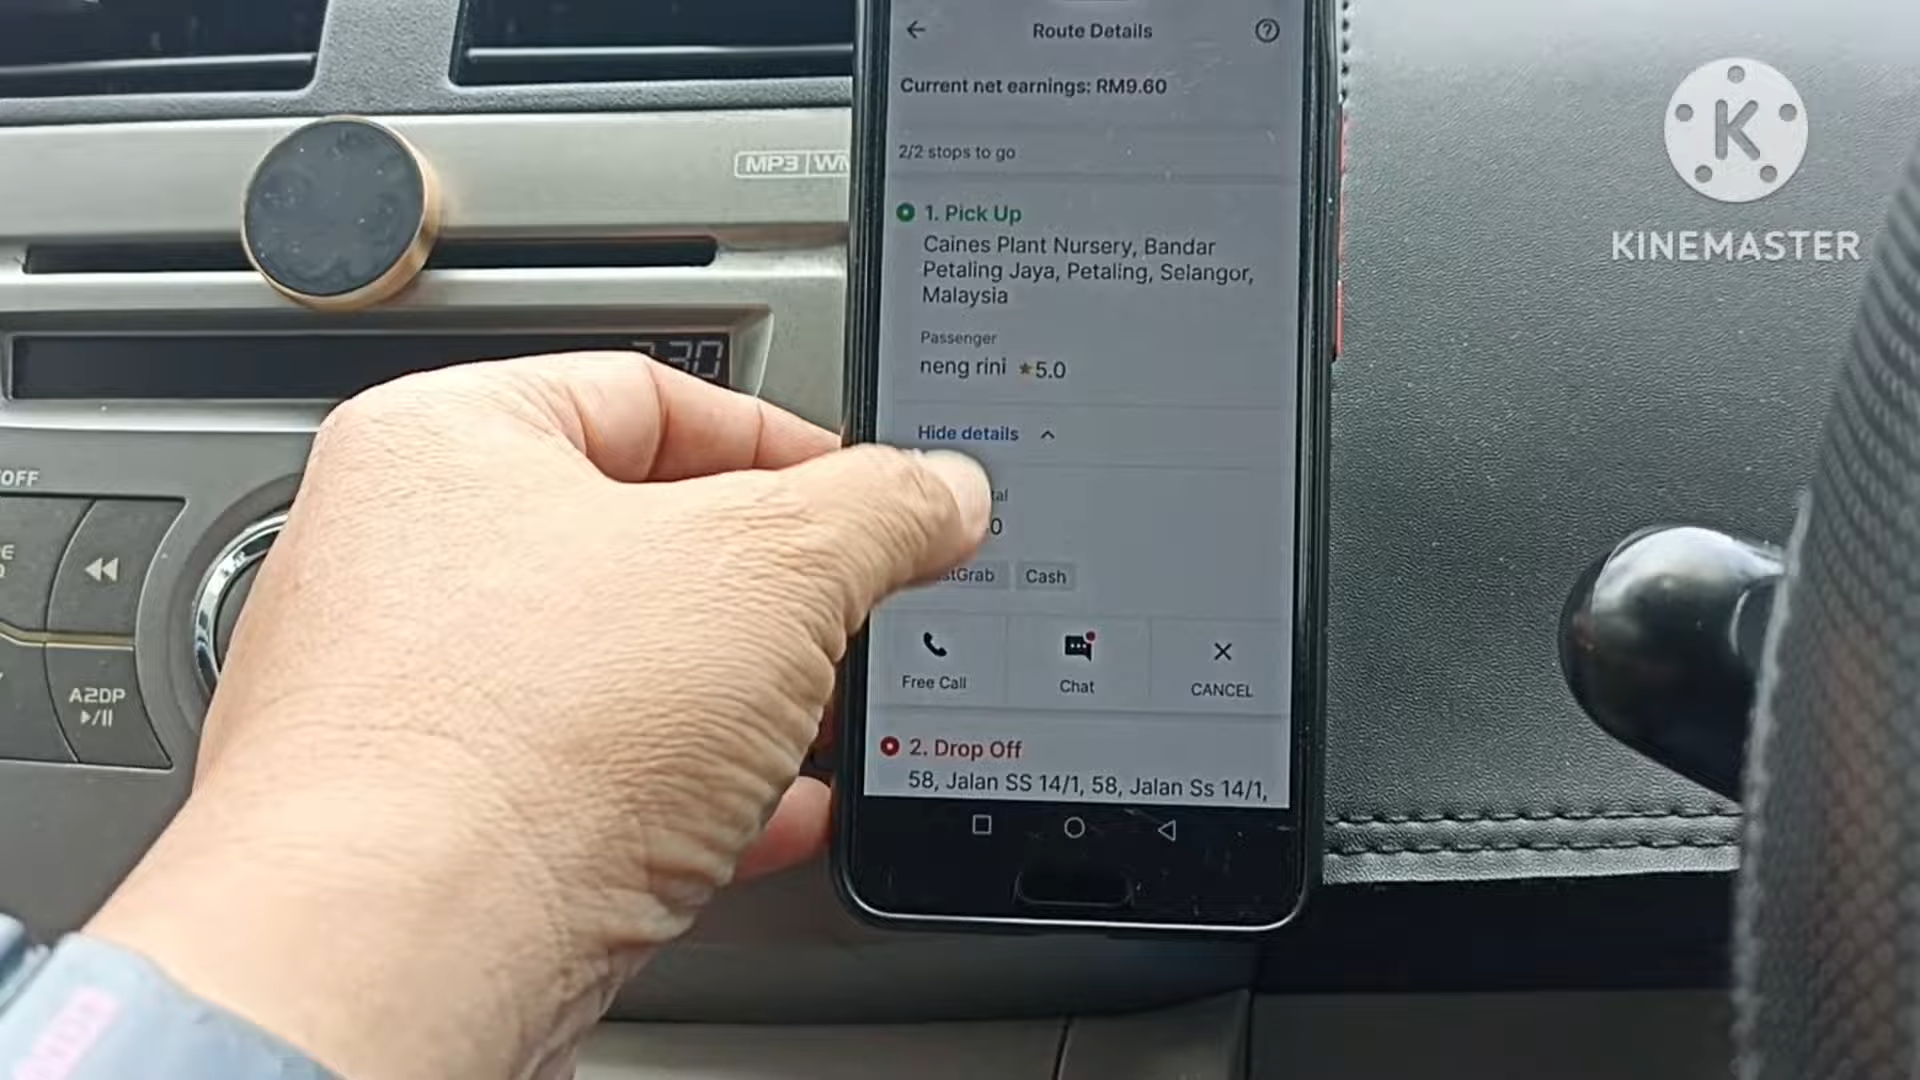 Route Details
Current net earnings: RM9.60
2/2 stops to go
1. Pick Up
Caines Plant Nursery, Bandar
Petaling Jaya, Petaling, Selangor,
Malaysia
Passenger
neng rini ★5.0
Hide details
Cash
Free Call
Chat
CANCEL
2. Drop Off
58, Jalan SS 14/1, 58, Jalan Ss 14/1,
MP3
OFF
A2DP
K
KINEMASTER